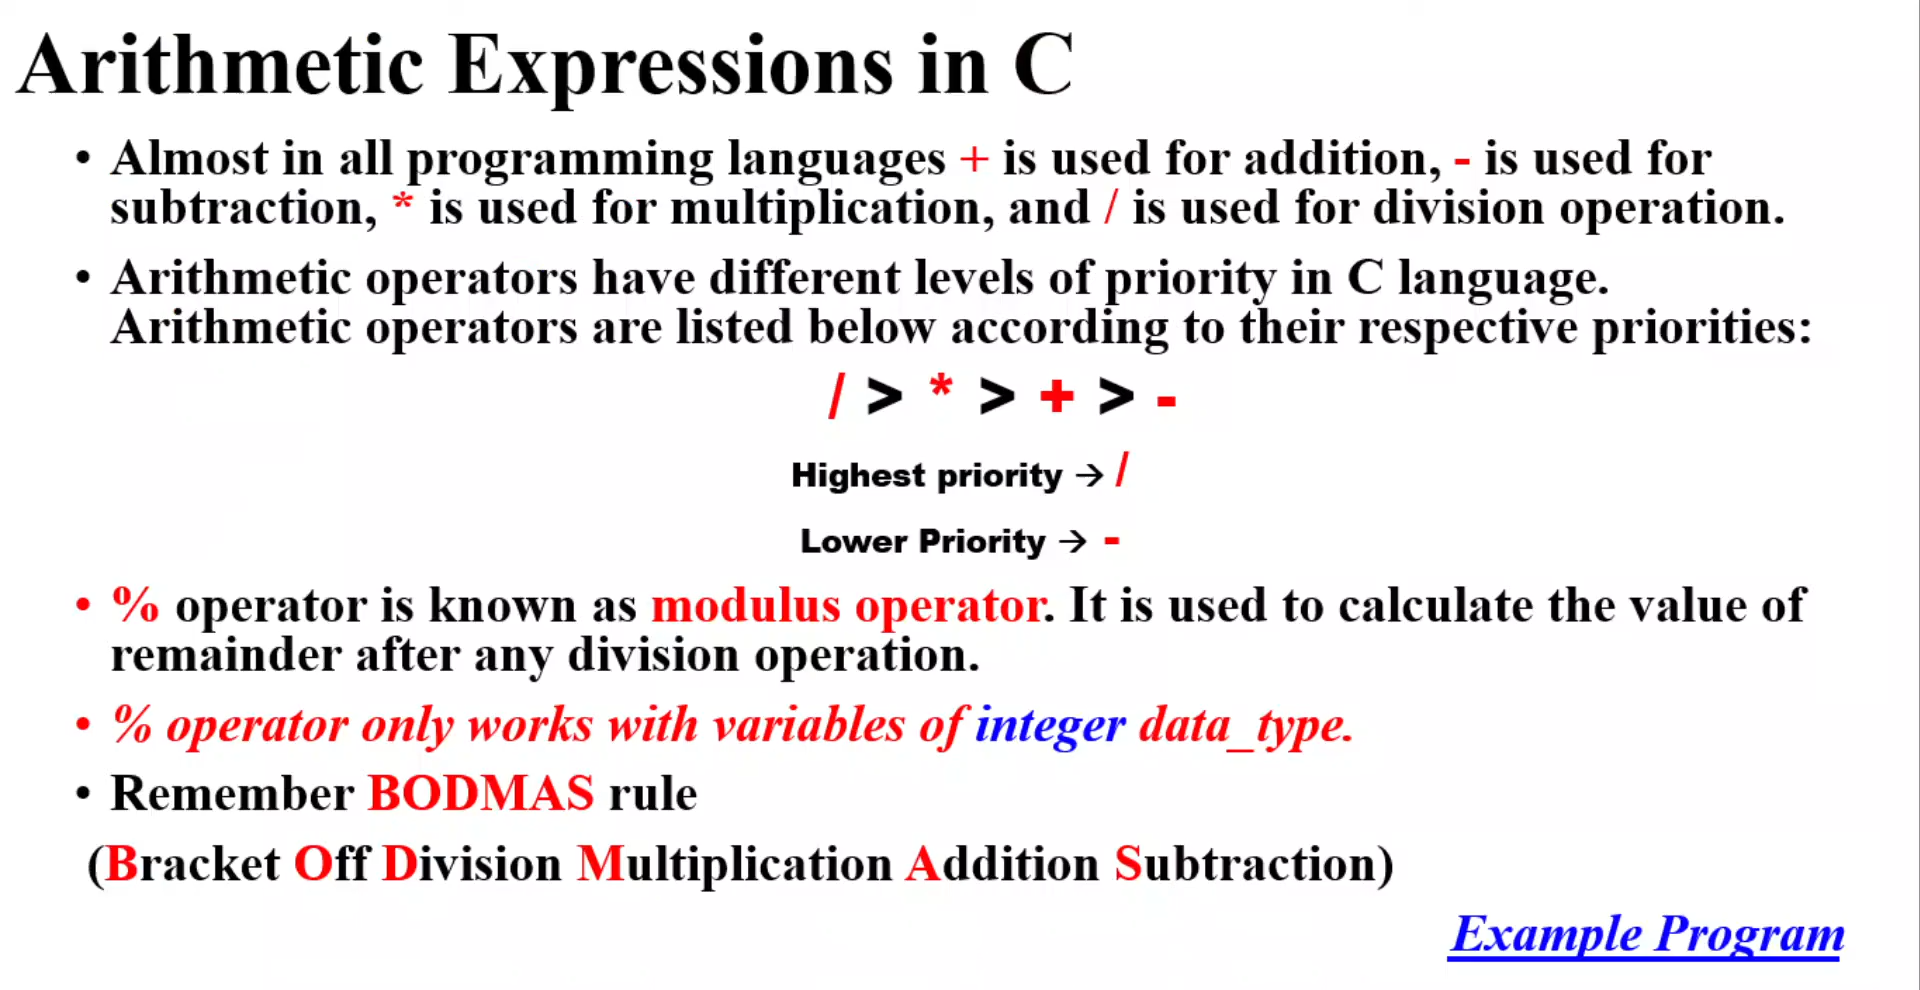 Arithmetic Expressions in C
• Almost in all programming languages + is used for addition, - is used for
subtraction, * is used for multiplication, and / is used for division operation.
• Arithmetic operators have different levels of priority in C language.
Arithmetic operators are listed below according to their respective priorities:
/ > * > + > -
Highest priority → /
Lower Priority → -
• % operator is known as modulus operator. It is used to calculate the value of
remainder after any division operation.
• % operator only works with variables of integer data_type.
• Remember BODMAS rule
(Bracket Off Division Multiplication Addition Subtraction)
Example Program